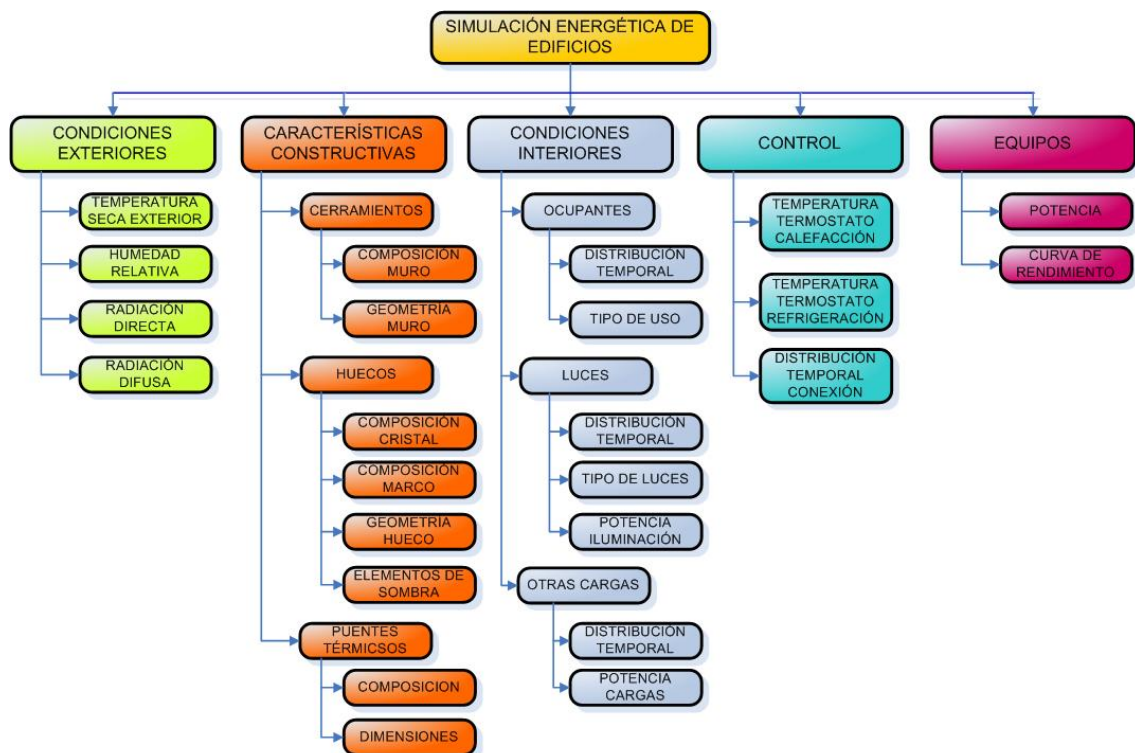 SIMULACIÓN ENERGÉTICA DE
EDIFICIOS
CONDICIONES
EXTERIORES
TEMPERATURA
SECA EXTERIOR
HUMEDAD
RELATIVA
RADIACIÓN
DIRECTA
RADIACIÓN
DIFUSA
CARACTERÍSTICAS
CONSTRUCTIVAS
CERRAMIENTOS
COMPOSICIÓN
MURO
GEOMETRÍA
MURO
HUECOS
COMPOSICIÓN
CRISTAL
COMPOSICIÓN
MARCO
GEOMETRÍA
HUECO
ELEMENTOS DE
SOMBRA
PUENTES
TÉRMICSOS
COMPOSICION
DIMENSIONES
CONDICIONES
INTERIORES
OCUPANTES
DISTRIBUCIÓN
TEMPORAL
TIPO DE USO
LUCES
DISTRIBUCIÓN
TEMPORAL
TIPO DE LUCES
POTENCIA
ILUMINACIÓN
OTRAS CARGAS
DISTRIBUCIÓN
TEMPORAL
POTENCIA
CARGAS
CONTROL
TEMPERATURA
TERMOSTATO
CALEFACCIÓN
TEMPERATURA
TERMOSTATO
REFRIGERACIÓN
DISTRIBUCIÓN
TEMPORAL
CONEXIÓN
EQUIPOS
POTENCIA
CURVA DE
RENDIMIENTO